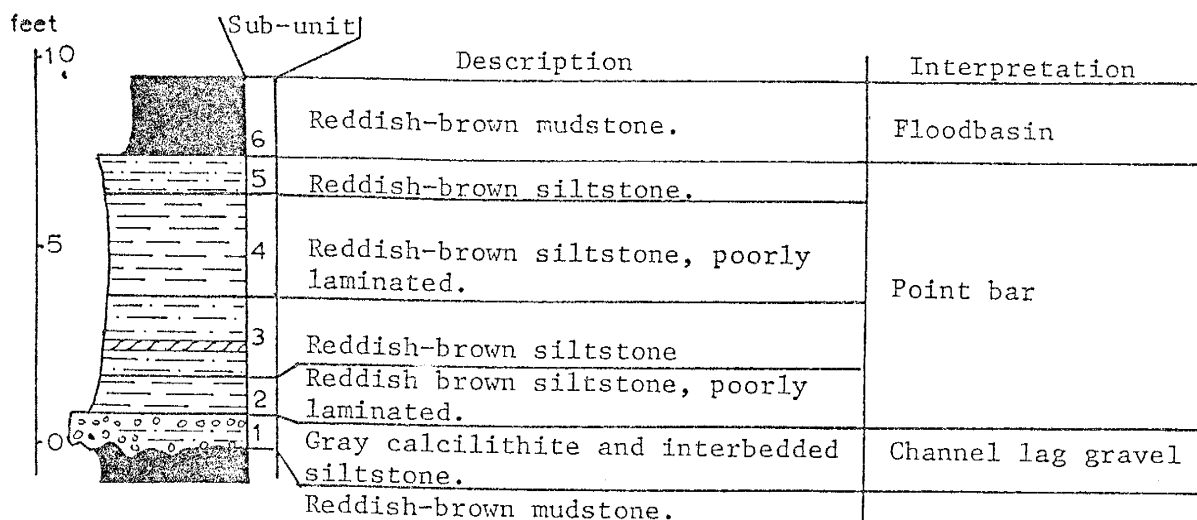 feet
Sub-unit
Description
Interpretation
10
6
Reddish-brown mudstone.
Floodbasin
5
Reddish-brown siltstone.
5
4
Reddish-brown siltstone, poorly
laminated.
Point bar
3
Reddish-brown siltstone
2
Reddish brown siltstone, poorly
laminated.
0
1
Gray calcilithite and interbedded
siltstone.
Channel lag gravel
Reddish-brown mudstone.